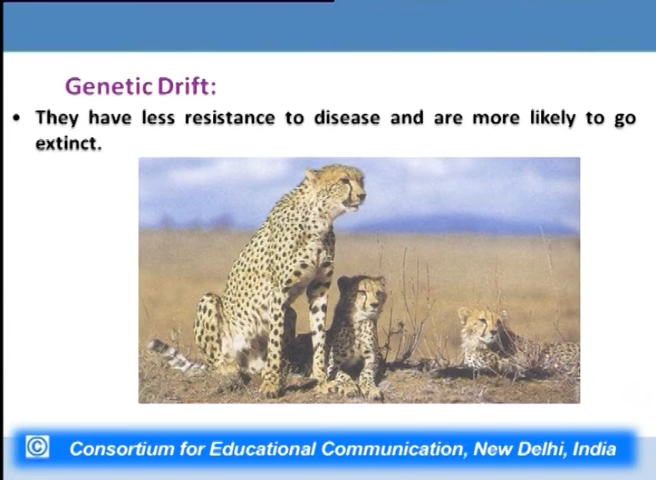 Genetic Drift:
• They have less resistance to disease and are more likely to go
extinct.
© Consortium for Educational Communication, New Delhi, India